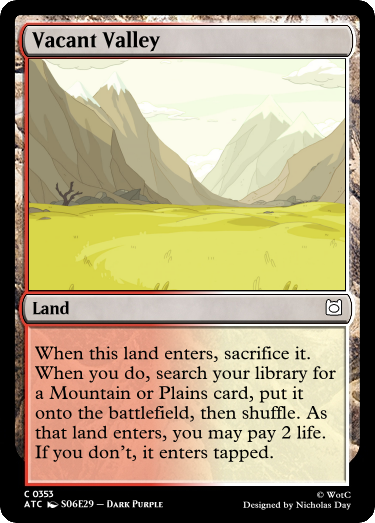 Vacant Valley
Land
When this land enters, sacrifice it.
When you do, search your library for
a Mountain or Plains card, put it
onto the battlefield, then shuffle. As
that land enters, you may pay 2 life.
If you don't, it enters tapped.
C 0353
© WotC
ATC S06E29 — Dark Purple
Designed by Nicholas Day